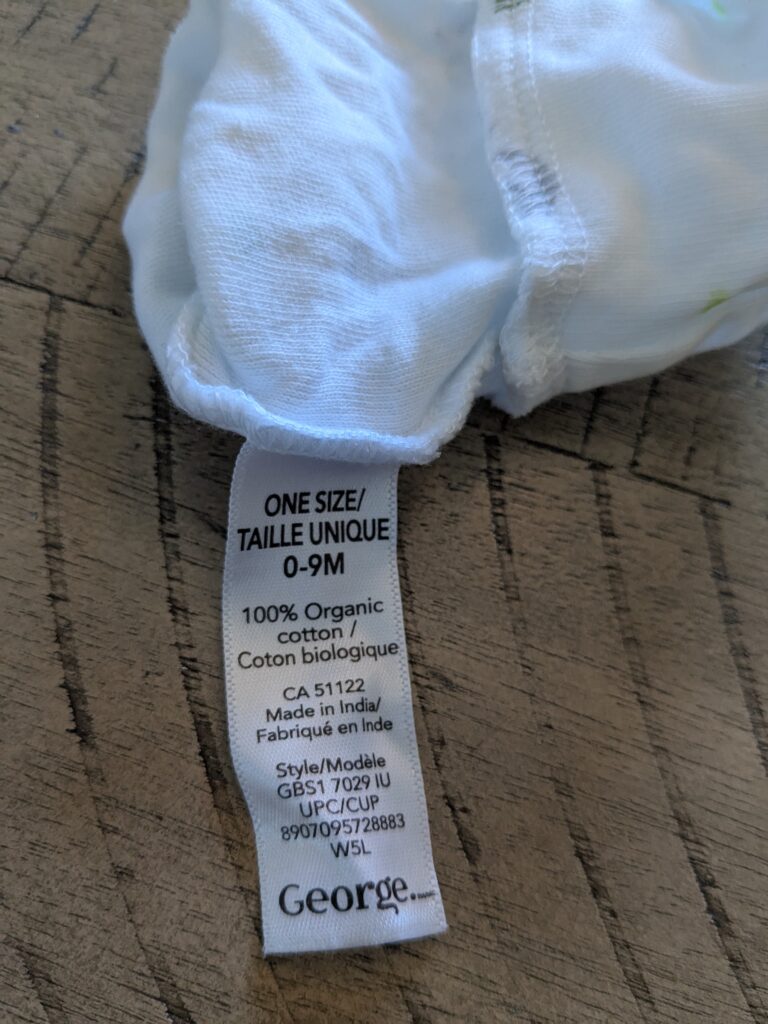 ONE SIZE/
TAILLE UNIQUE
0-9M
100% Organic
cotton /
Coton biologique
CA 51122
Made in India/
Fabriqué en Inde
Style/Modèle
GBS1 7029 IU
UPC/CUP
8907095728883
W5L
George.